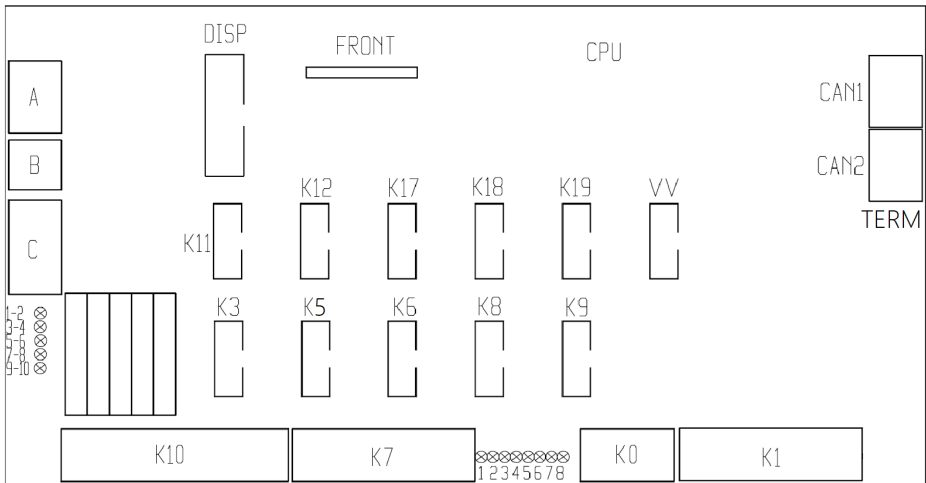 DISP
FRONT
CPU
A
CAN1
B
CAN2
K12
K17
K18
K19
VV
TERM
K11
C
K3
K5
K6
K8
K9
1-2
3-4
5-6
7-8
9-10
K10
K7
K0
K1
12345678